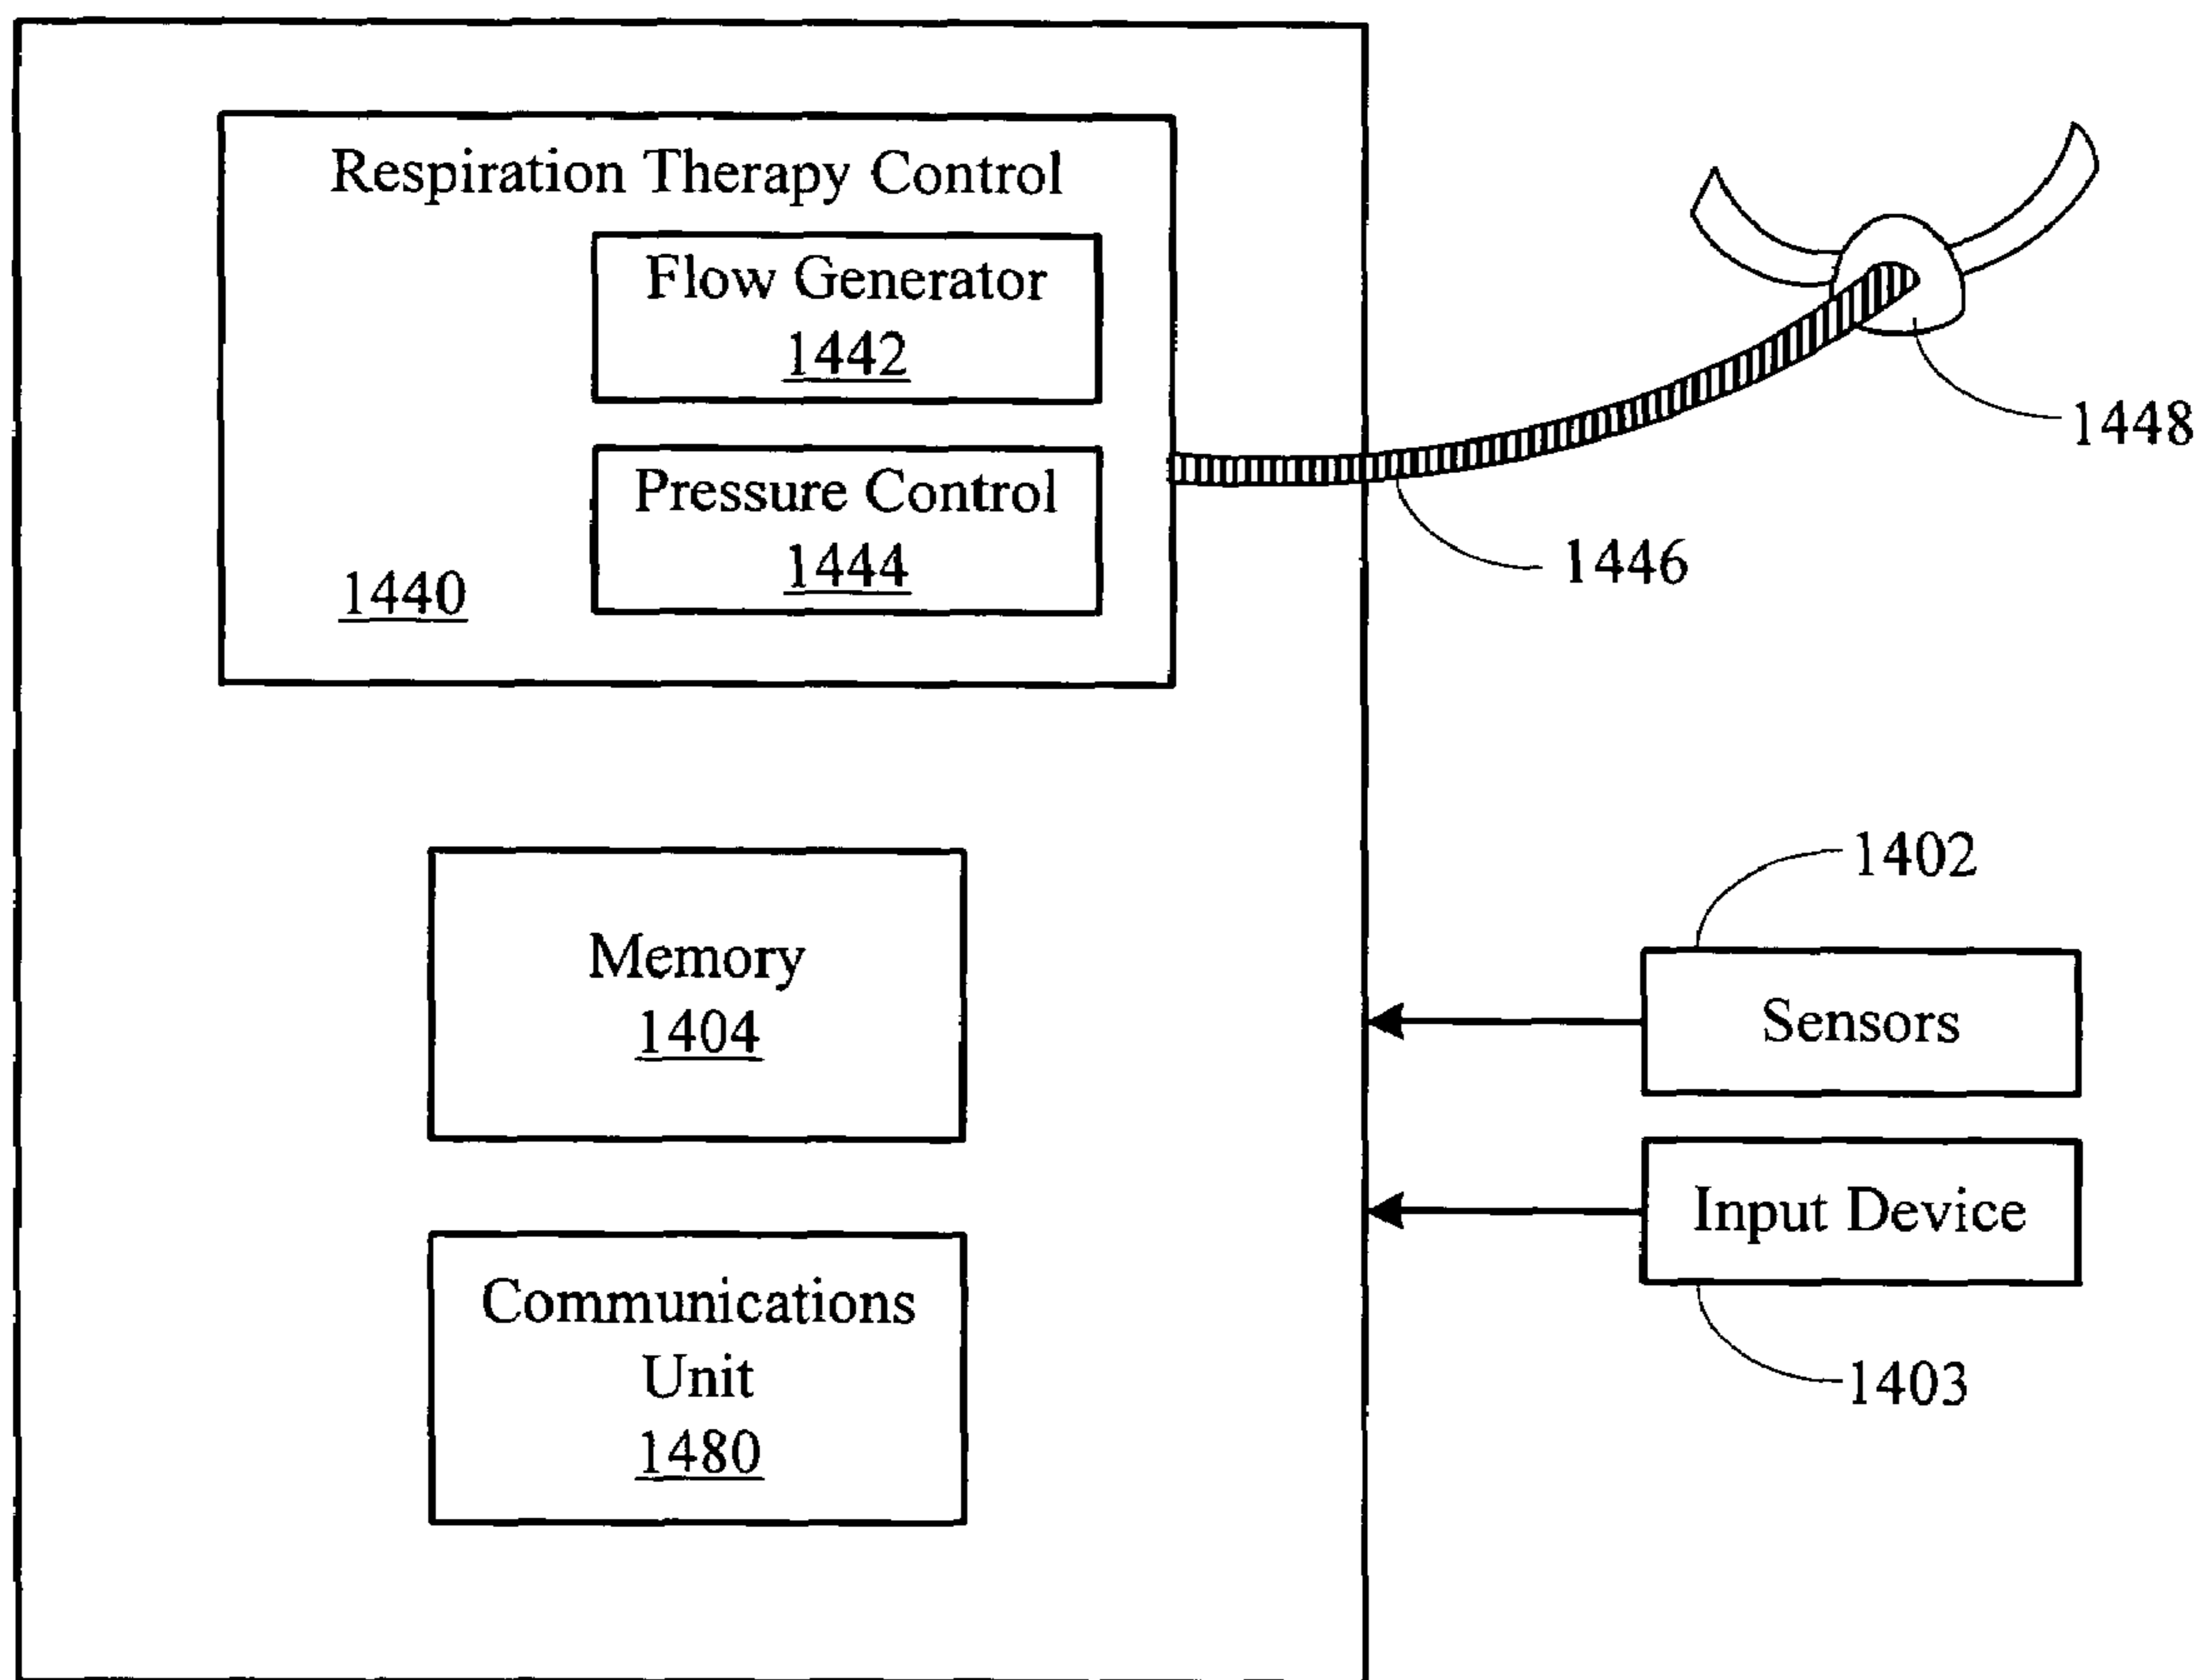 Respiration Therapy Control
Flow Generator
1442
Pressure Control
1444
1440
1448
1446
Memory
1404
Communications
Unit
1480
1402
Sensors
Input Device
1403